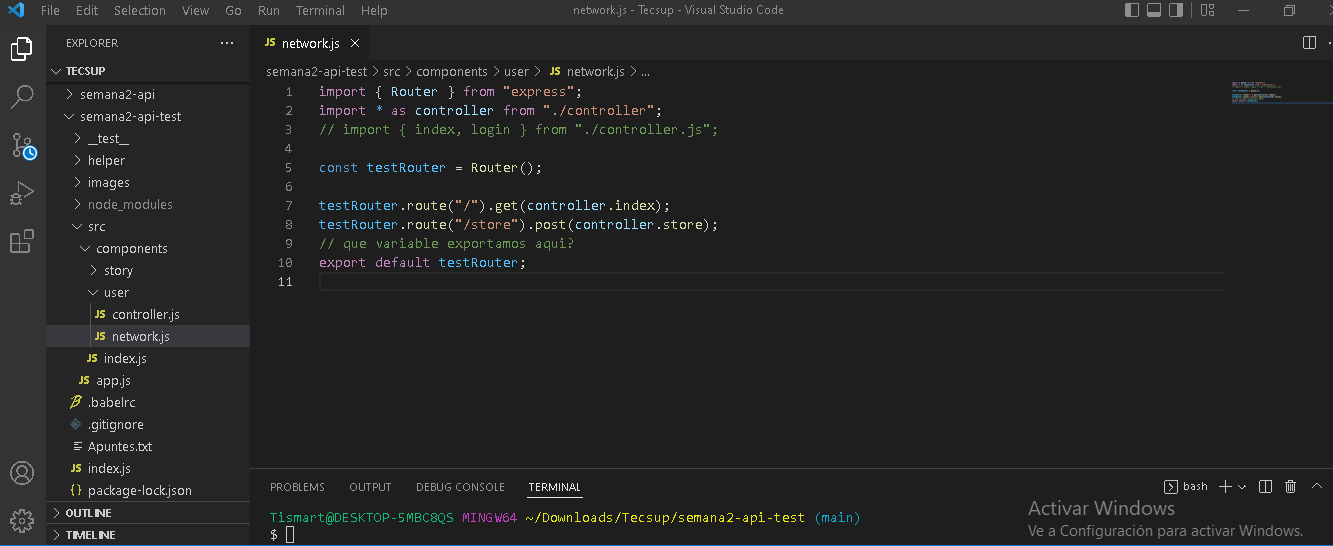 File Edit Selection View Go Run Terminal Help
network.js - Tecsup - Visual Studio Code
EXPLORER
TECSUP
semana2-api
semana2-api-test
__test__
helper
images
node_modules
src
components
story
user
JS controller.js
JS network.js
JS index.js
JS app.js
.babelrc
.gitignore
Apuntes.txt
JS index.js
{} package-lock.json
OUTLINE
TIMELINE
JS network.js
semana2-api-test > src > components > user > JS network.js > ...
1 import { Router } from "express";
2 import * as controller from "./controller";
3 // import { index, login } from "./controller.js";
4
5 const testRouter = Router();
6
7 testRouter.route("/").get(controller.index);
8 testRouter.route("/store").post(controller.store);
9 // que variable exportamos aqui?
10 export default testRouter;
11
PROBLEMS OUTPUT DEBUG CONSOLE TERMINAL
bash
Tismart@DESKTOP-5MBC8QS MINGW64 ~/Downloads/Tecsup/semana2-api-test (main)
$
Activar Windows
Ve a Configuración para activar Windows.